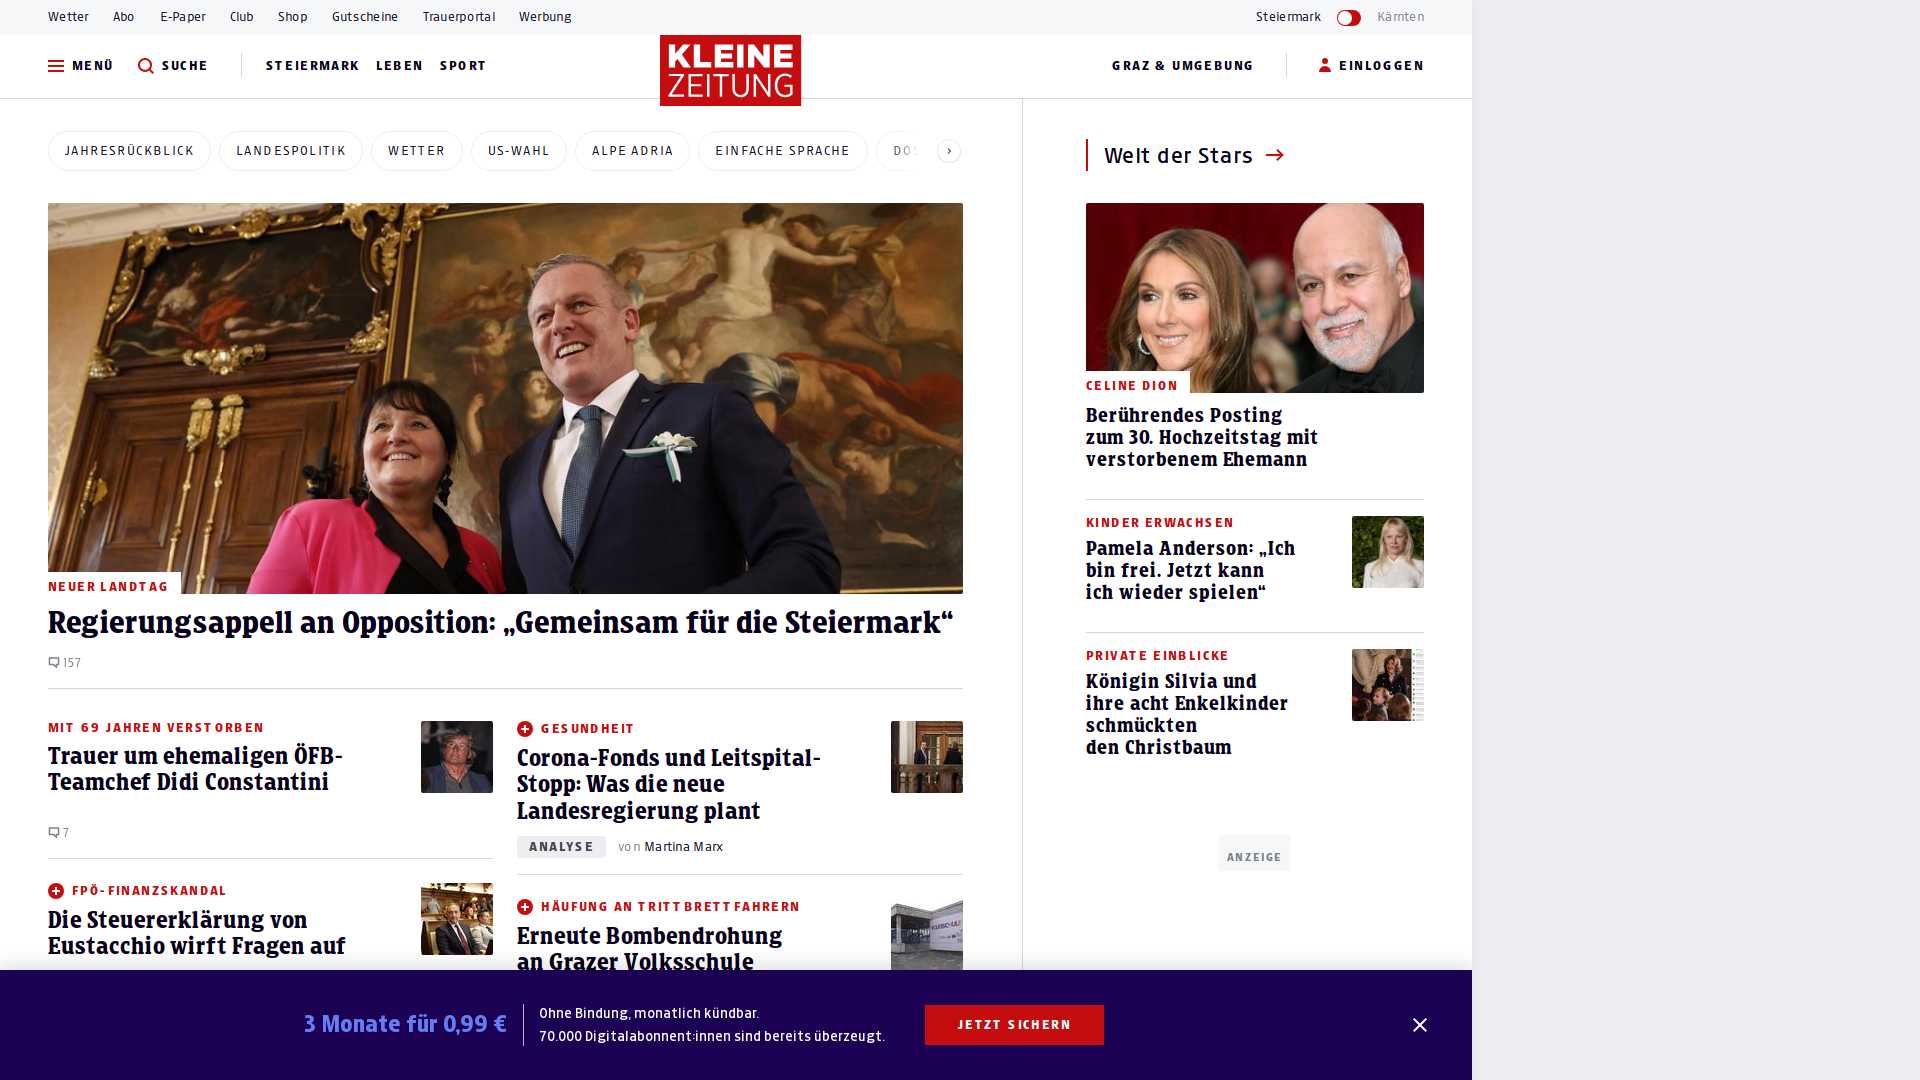 Wetter Abo E-Paper Club Shop Gutscheine Trauerportal Werbung Steiermark Kärnten
MENÜ SUCHE STEIERMARK LEBEN SPORT KLEINE ZEITUNG GRAZ & UMGEBUNG EINLOGGEN
JAHRESRÜCKBLICK LANDESPOLITIK WETTER US-WAHL ALPE ADRIA EINFACHE SPRACHE
NEUER LANDTAG
Regierungsappell an Opposition: „Gemeinsam für die Steiermark“
157
MIT 69 JAHREN VERSTORBEN
Trauer um ehemaligen ÖFB-
Teamchef Didi Constantini
7
FPÖ-FINANZSKANDAL
Die Steuererklärung von
Eustacchio wirft Fragen auf
GESUNDHEIT
Corona-Fonds und Leitspital-
Stopp: Was die neue
Landesregierung plant
ANALYSE von Martina Marx
HÄUFUNG AN TRITTBRETTFAHRERN
Erneute Bombendrohung
an Grazer Volksschule
Welt der Stars
CELINE DION
Berührendes Posting
zum 30. Hochzeitstag mit
verstorbenem Ehemann
KINDER ERWACHSEN
Pamela Anderson: „Ich
bin frei. Jetzt kann
ich wieder spielen“
PRIVATE EINBLICKE
Königin Silvia und
ihre acht Enkelkinder
schmückten
den Christbaum
ANZEIGE
3 Monate für 0,99 €
Ohne Bindung, monatlich kündbar.
70.000 Digitalabonnent:innen sind bereits überzeugt.
JETZT SICHERN